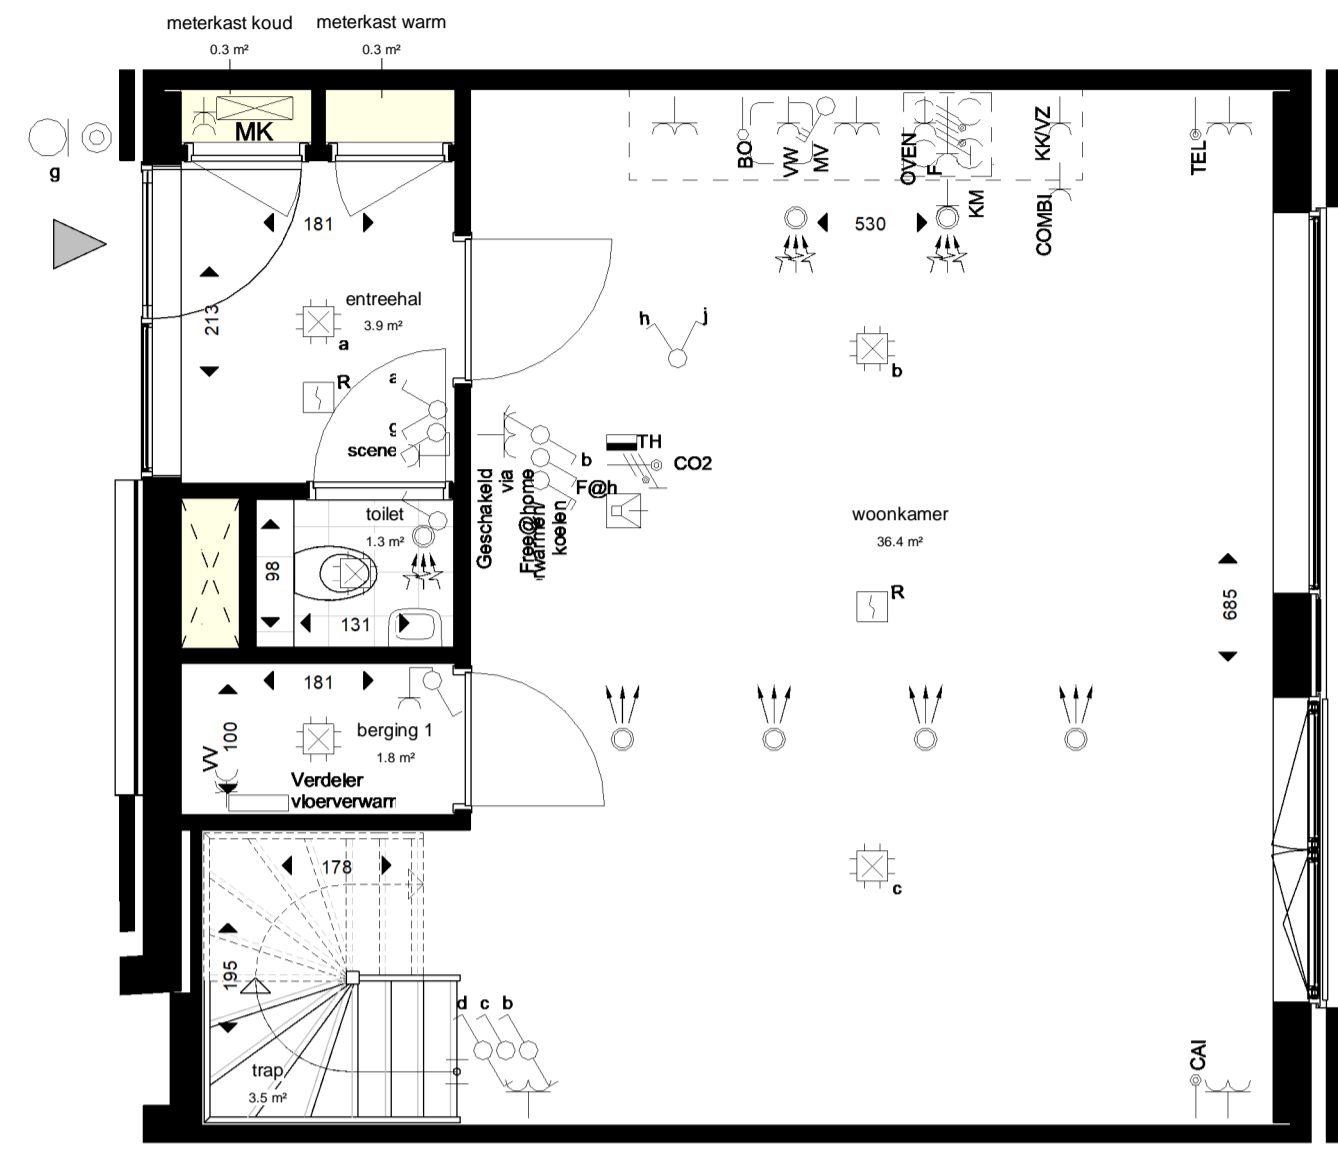 meterkast koud
0.3 m²
meterkast warm
0.3 m²
MK
g
BO
VW
MV
OVEN
F
KM
KK/VZ
COMBI
TEL
181
530
213
entreehal
3.9 m²
a
h
j
b
R
a
g
scene
TH
b
CO2
F@h
Geschakeld
via
Free@home
rwarmen/
koelen
toilet
1.3 m²
98
131
woonkamer
36.4 m²
R
685
181
100
VV
berging 1
1.8 m²
Verdeler
vloerverwarm
178
c
195
d
c
b
trap
3.5 m²
CAI